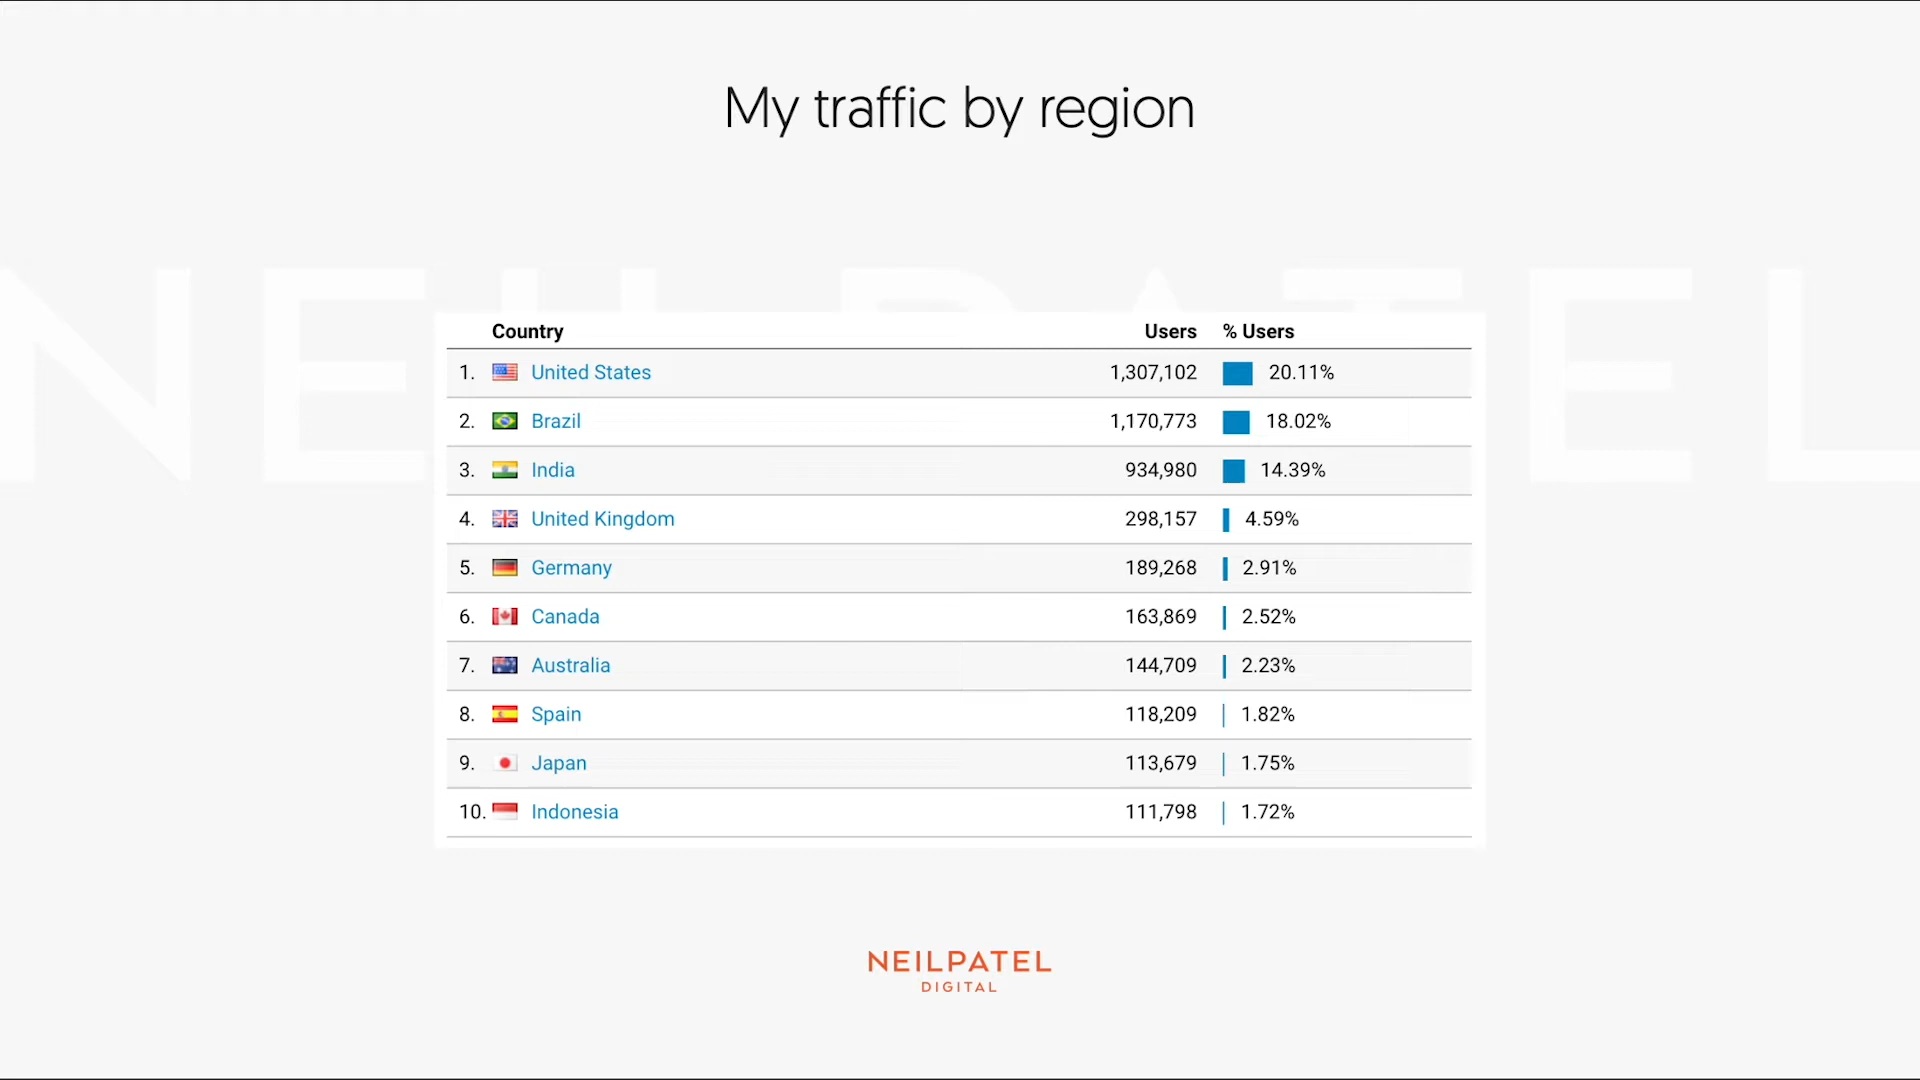 My traffic by region
NEIL PATEL
Country Users % Users
1. United States 1,307,102 20.11%
2. Brazil 1,170,773 18.02%
3. India 934,980 14.39%
4. United Kingdom 298,157 4.59%
5. Germany 189,268 2.91%
6. Canada 163,869 2.52%
7. Australia 144,709 2.23%
8. Spain 118,209 1.82%
9. Japan 113,679 1.75%
10. Indonesia 111,798 1.72%
NEILPATEL
DIGITAL